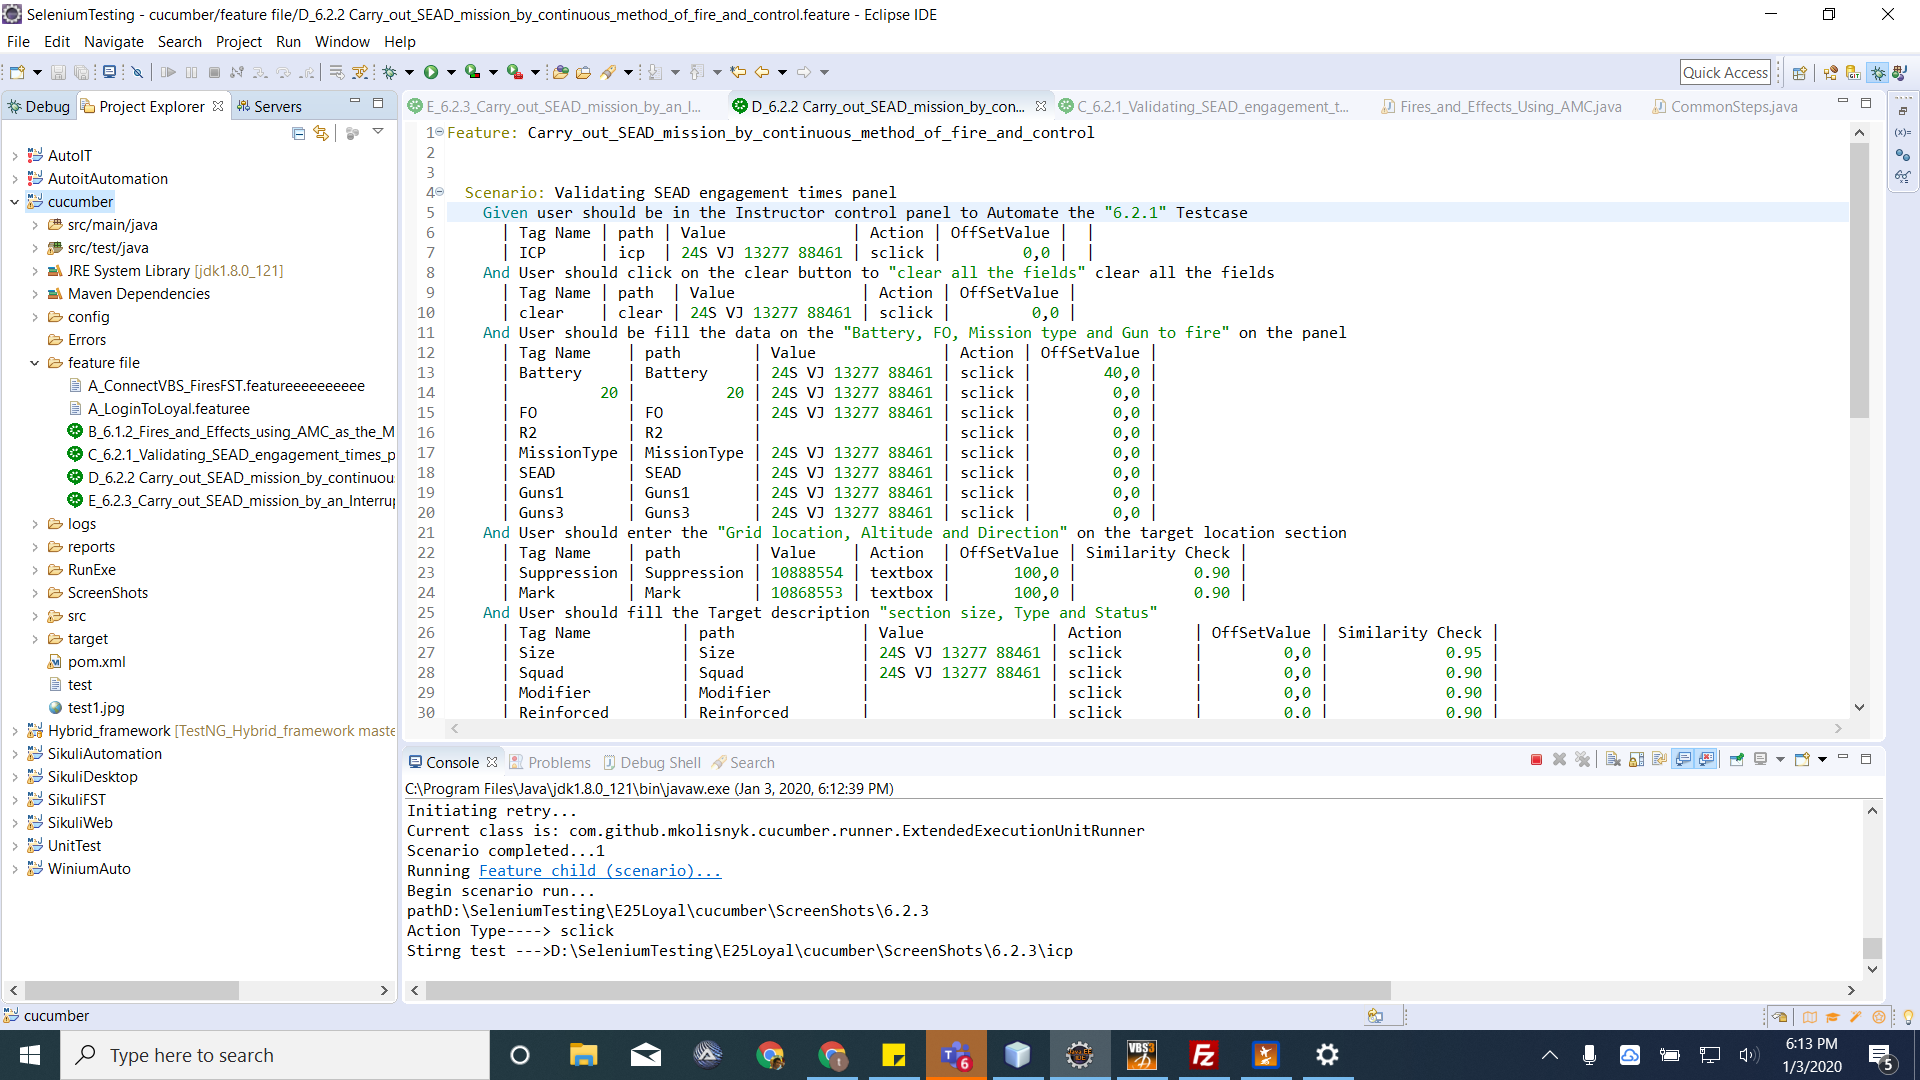 SeleniumTesting - cucumber/feature file/D_6.2.2 Carry_out_SEAD_mission_by_continuous_method_of_fire_and_control.feature - Eclipse IDE
File Edit Navigate Search Project Run Window Help
Quick Access
Debug Project Explorer Servers
E_6.2.3_Carry_out_SEAD_mission_by_an_I... D_6.2.2 Carry_out_SEAD_mission_by_con... C_6.2.1_Validating_SEAD_engagement_t... Fires_and_Effects_Using_AMC.java CommonSteps.java
AutoIT
AutoitAutomation
cucumber
src/main/java
src/test/java
JRE System Library [jdk1.8.0_121]
Maven Dependencies
config
Errors
feature file
A_ConnectVBS_FiresFST.featureeeeeeeeee
A_LoginToLoyal.featuree
B_6.1.2_Fires_and_Effects_using_AMC_as_the_M
C_6.2.1_Validating_SEAD_engagement_times_p
D_6.2.2 Carry_out_SEAD_mission_by_continuou
E_6.2.3_Carry_out_SEAD_mission_by_an_Interru
logs
reports
RunExe
ScreenShots
src
target
pom.xml
test
test1.jpg
Hybrid_framework [TestNG_Hybrid_framework maste
SikuliAutomation
SikuliDesktop
SikuliFST
SikuliWeb
UnitTest
WiniumAuto
1 Feature: Carry_out_SEAD_mission_by_continuous_method_of_fire_and_control
2
3
4 Scenario: Validating SEAD engagement times panel
5 Given user should be in the Instructor control panel to Automate the "6.2.1" Testcase
6 | Tag Name | path | Value | Action | OffSetValue | |
7 | ICP | icp | 24S VJ 13277 88461 | sclick | 0,0 | |
8 And User should click on the clear button to "clear all the fields" clear all the fields
9 | Tag Name | path | Value | Action | OffSetValue |
10 | clear | clear | 24S VJ 13277 88461 | sclick | 0,0 |
11 And User should be fill the data on the "Battery, FO, Mission type and Gun to fire" on the panel
12 | Tag Name | path | Value | Action | OffSetValue |
13 | Battery | Battery | 24S VJ 13277 88461 | sclick | 40,0 |
14 | 20 | 20 | 24S VJ 13277 88461 | sclick | 0,0 |
15 | FO | FO | 24S VJ 13277 88461 | sclick | 0,0 |
16 | R2 | R2 | | sclick | 0,0 |
17 | MissionType | MissionType | 24S VJ 13277 88461 | sclick | 0,0 |
18 | SEAD | SEAD | 24S VJ 13277 88461 | sclick | 0,0 |
19 | Guns1 | Guns1 | 24S VJ 13277 88461 | sclick | 0,0 |
20 | Guns3 | Guns3 | 24S VJ 13277 88461 | sclick | 0,0 |
21 And User should enter the "Grid location, Altitude and Direction" on the target location section
22 | Tag Name | path | Value | Action | OffSetValue | Similarity Check |
23 | Suppression | Suppression | 10888554 | textbox | 100,0 | 0.90 |
24 | Mark | Mark | 10868553 | textbox | 100,0 | 0.90 |
25 And User should fill the Target description "section size, Type and Status"
26 | Tag Name | path | Value | Action | OffSetValue | Similarity Check |
27 | Size | Size | 24S VJ 13277 88461 | sclick | 0,0 | 0.95 |
28 | Squad | Squad | 24S VJ 13277 88461 | sclick | 0,0 | 0.90 |
29 | Modifier | Modifier | | sclick | 0,0 | 0.90 |
30 | Reinforced | Reinforced | | sclick | 0,0 | 0.90 |
Console Problems Debug Shell Search
C:\Program Files\Java\jdk1.8.0_121\bin\javaw.exe (Jan 3, 2020, 6:12:39 PM)
Initiating retry...
Current class is: com.github.mkolisnyk.cucumber.runner.ExtendedExecutionUnitRunner
Scenario completed...1
Running Feature child (scenario)...
Begin scenario run...
pathD:\SeleniumTesting\E25Loyal\cucumber\ScreenShots\6.2.3
Action Type----> sclick
Stirng test --->D:\SeleniumTesting\E25Loyal\cucumber\ScreenShots\6.2.3\icp
cucumber
Type here to search
6:13 PM
1/3/2020